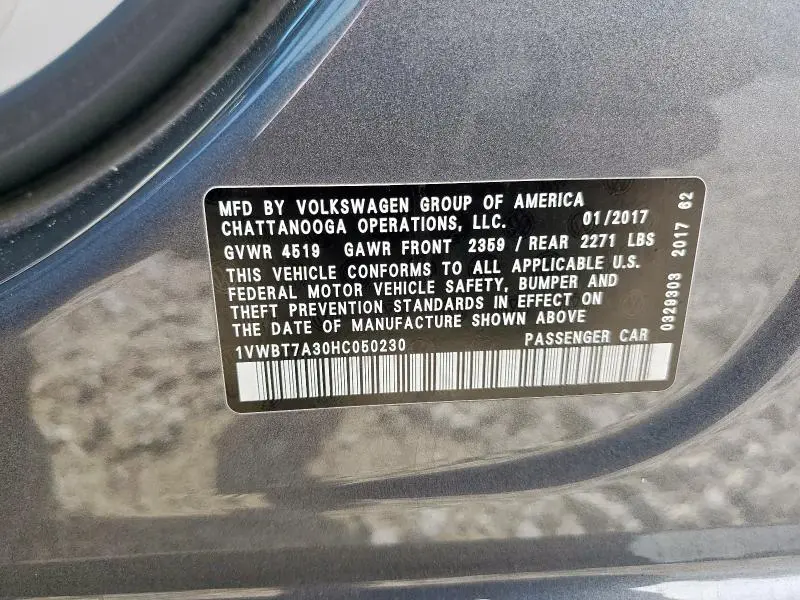 MFD BY VOLKSWAGEN GROUP OF AMERICA
CHATTANOOGA OPERATIONS, LLC. 01/2017
GVWR 4519 GAWR FRONT 2359 / REAR 2271 LBS
THIS VEHICLE CONFORMS TO ALL APPLICABLE U.S.
FEDERAL MOTOR VEHICLE SAFETY, BUMPER AND
THEFT PREVENTION STANDARDS IN EFFECT ON
THE DATE OF MANUFACTURE SHOWN ABOVE
1VWBT7A30HC050230 PASSENGER CAR
0329303 2017 62